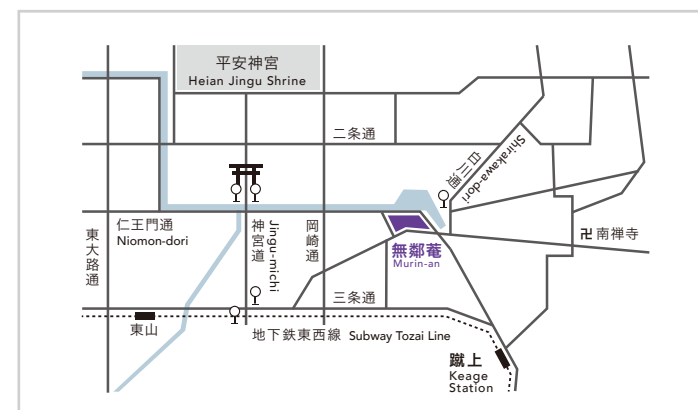 平安神宮
Heian Jingu Shrine
二条通
白川通
Shirakawa-dori
仁王門通
Niomon-dori
東大路通
神宮道
Jingu-michi
岡崎通
無鄰菴
Murin-an
卍南禅寺
三条通
東山
地下鉄東西線 Subway Tozai Line
蹴上
Keage
Station